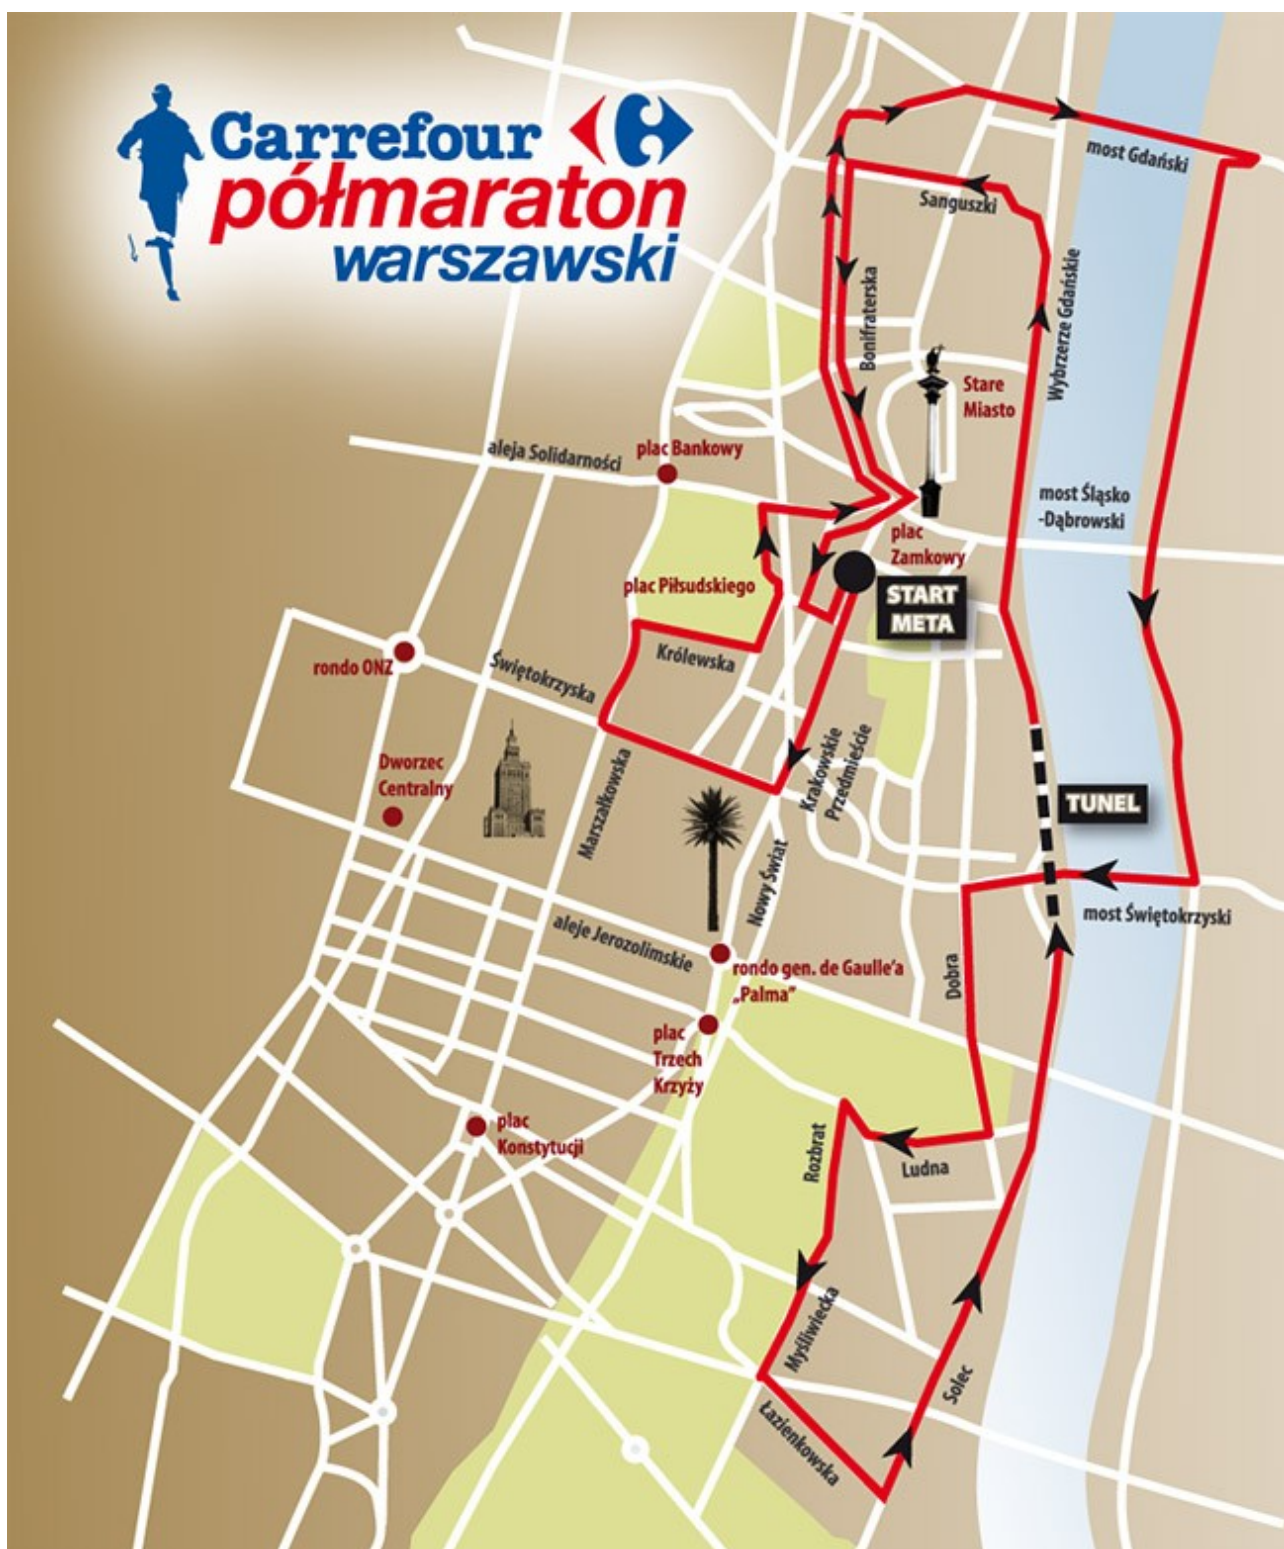 Carrefour
półmaraton
warszawski
most Gdański
Sanguszki
Bonifraterska
Wybrzerze Gdańskie
Stare
Miasto
aleja Solidarności
plac Bankowy
most Śląsko
-Dąbrowski
plac
Zamkowy
plac Piłsudskiego
START
META
Królewska
rondo ONZ
Świętokrzyska
Dworzec
Centralny
Marszałkowska
Krakowskie
Przedmieście
TUNEL
Nowy Świat
aleje Jerozolimskie
most Świętokrzyski
rondo gen. de Gaulle'a
„Palma”
Dobra
plac
Trzech
Krzyży
plac
Konstytucji
Rozbrat
Ludna
Myśliwiecka
Solec
Łazienkowska